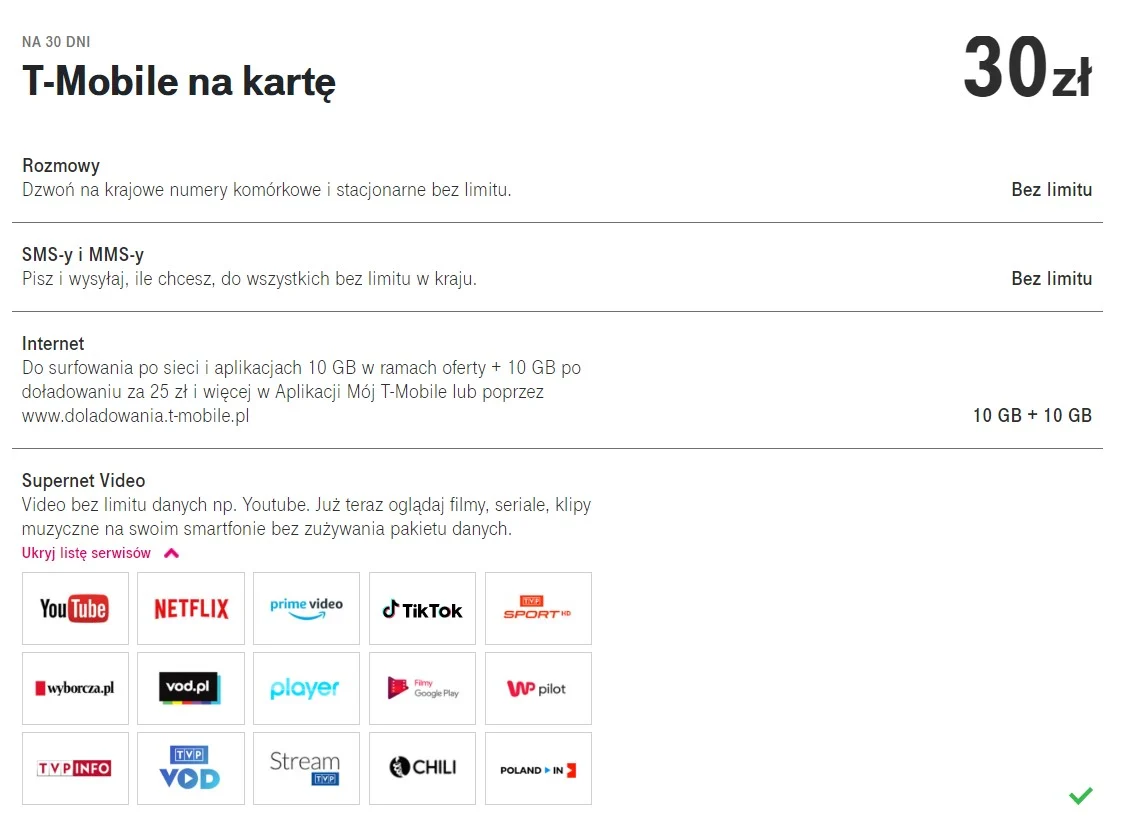 NA 30 DNI
T-Mobile na kartę
30zł
Rozmowy
Dzwoń na krajowe numery komórkowe i stacjonarne bez limitu.
Bez limitu
SMS-y i MMS-y
Pisz i wysyłaj, ile chcesz, do wszystkich bez limitu w kraju.
Bez limitu
Internet
Do surfowania po sieci i aplikacjach 10 GB w ramach oferty + 10 GB po
doładowaniu za 25 zł i więcej w Aplikacji Mój T-Mobile lub poprzez
www.doladowania.t-mobile.pl
10 GB + 10 GB
Supernet Video
Video bez limitu danych np. Youtube. Już teraz oglądaj filmy, seriale, klipy
muzyczne na swoim smartfonie bez zużywania pakietu danych.
Ukryj listę serwisów
YouTube
NETFLIX
prime video
TikTok
TVP
SPORT HD
wyborcza.pl
vod.pl
player
Filmy
Google Play
WP pilot
TVP INFO
TVP
VOD
Stream
TVP
CHILI
POLAND IN